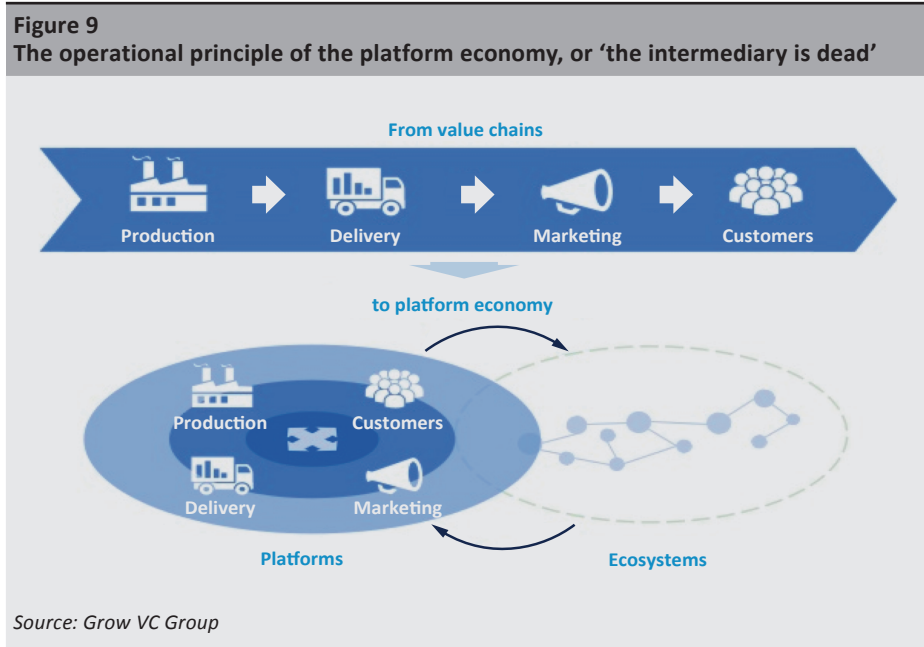 Figure 9
The operational principle of the platform economy, or ‘the intermediary is dead’
From value chains
Production
Delivery
Marketing
Customers
to platform economy
Production
Customers
Delivery
Marketing
Platforms
Ecosystems
Source: Grow VC Group